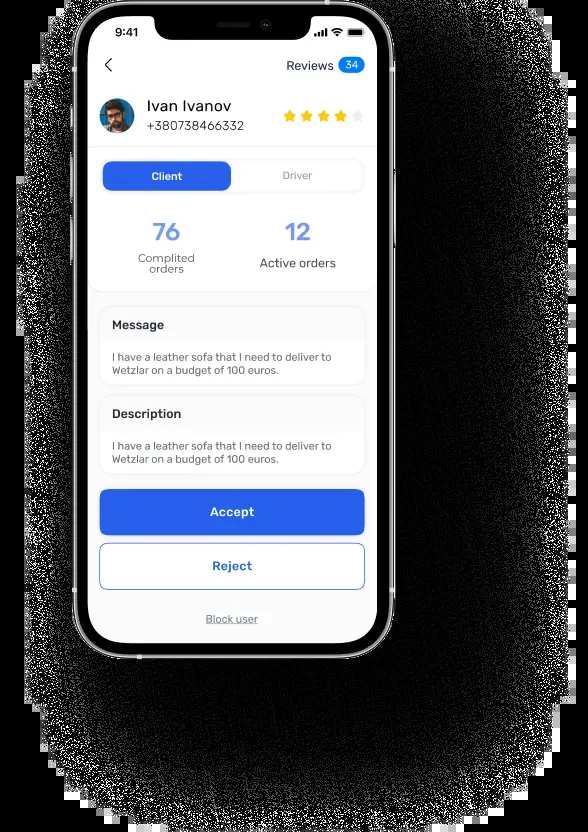 9:41
Reviews 34
Ivan Ivanov
+380738466332
Client Driver
76 12
Complited
orders
Active orders
Message
I have a leather sofa that I need to deliver to
Wetzlar on a budget of 100 euros.
Description
I have a leather sofa that I need to deliver to
Wetzlar on a budget of 100 euros.
Accept
Reject
Block user